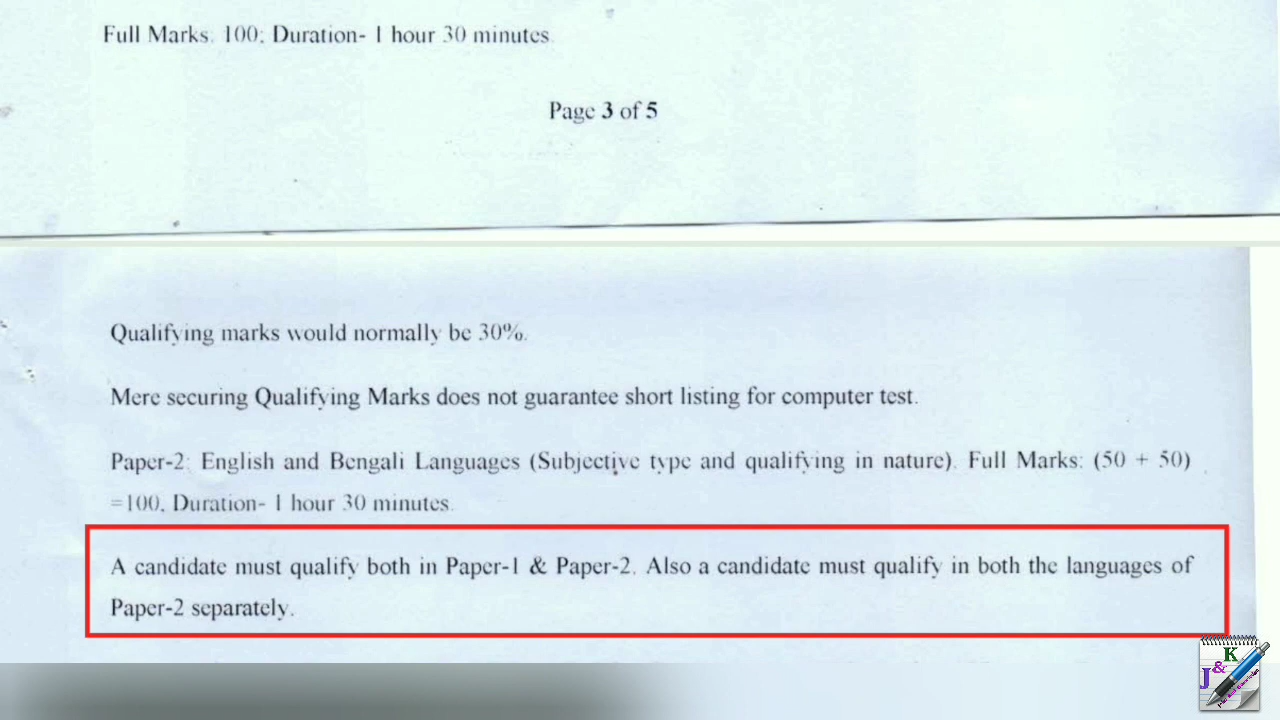 Full Marks: 100; Duration- 1 hour 30 minutes.
Page 3 of 5
Qualifying marks would normally be 30%.
Mere securing Qualifying Marks does not guarantee short listing for computer test.
Paper-2: English and Bengali Languages (Subjective type and qualifying in nature). Full Marks: (50 + 50)
=100, Duration- 1 hour 30 minutes.
A candidate must qualify both in Paper-1 & Paper-2. Also a candidate must qualify in both the languages of
Paper-2 separately.
J & K